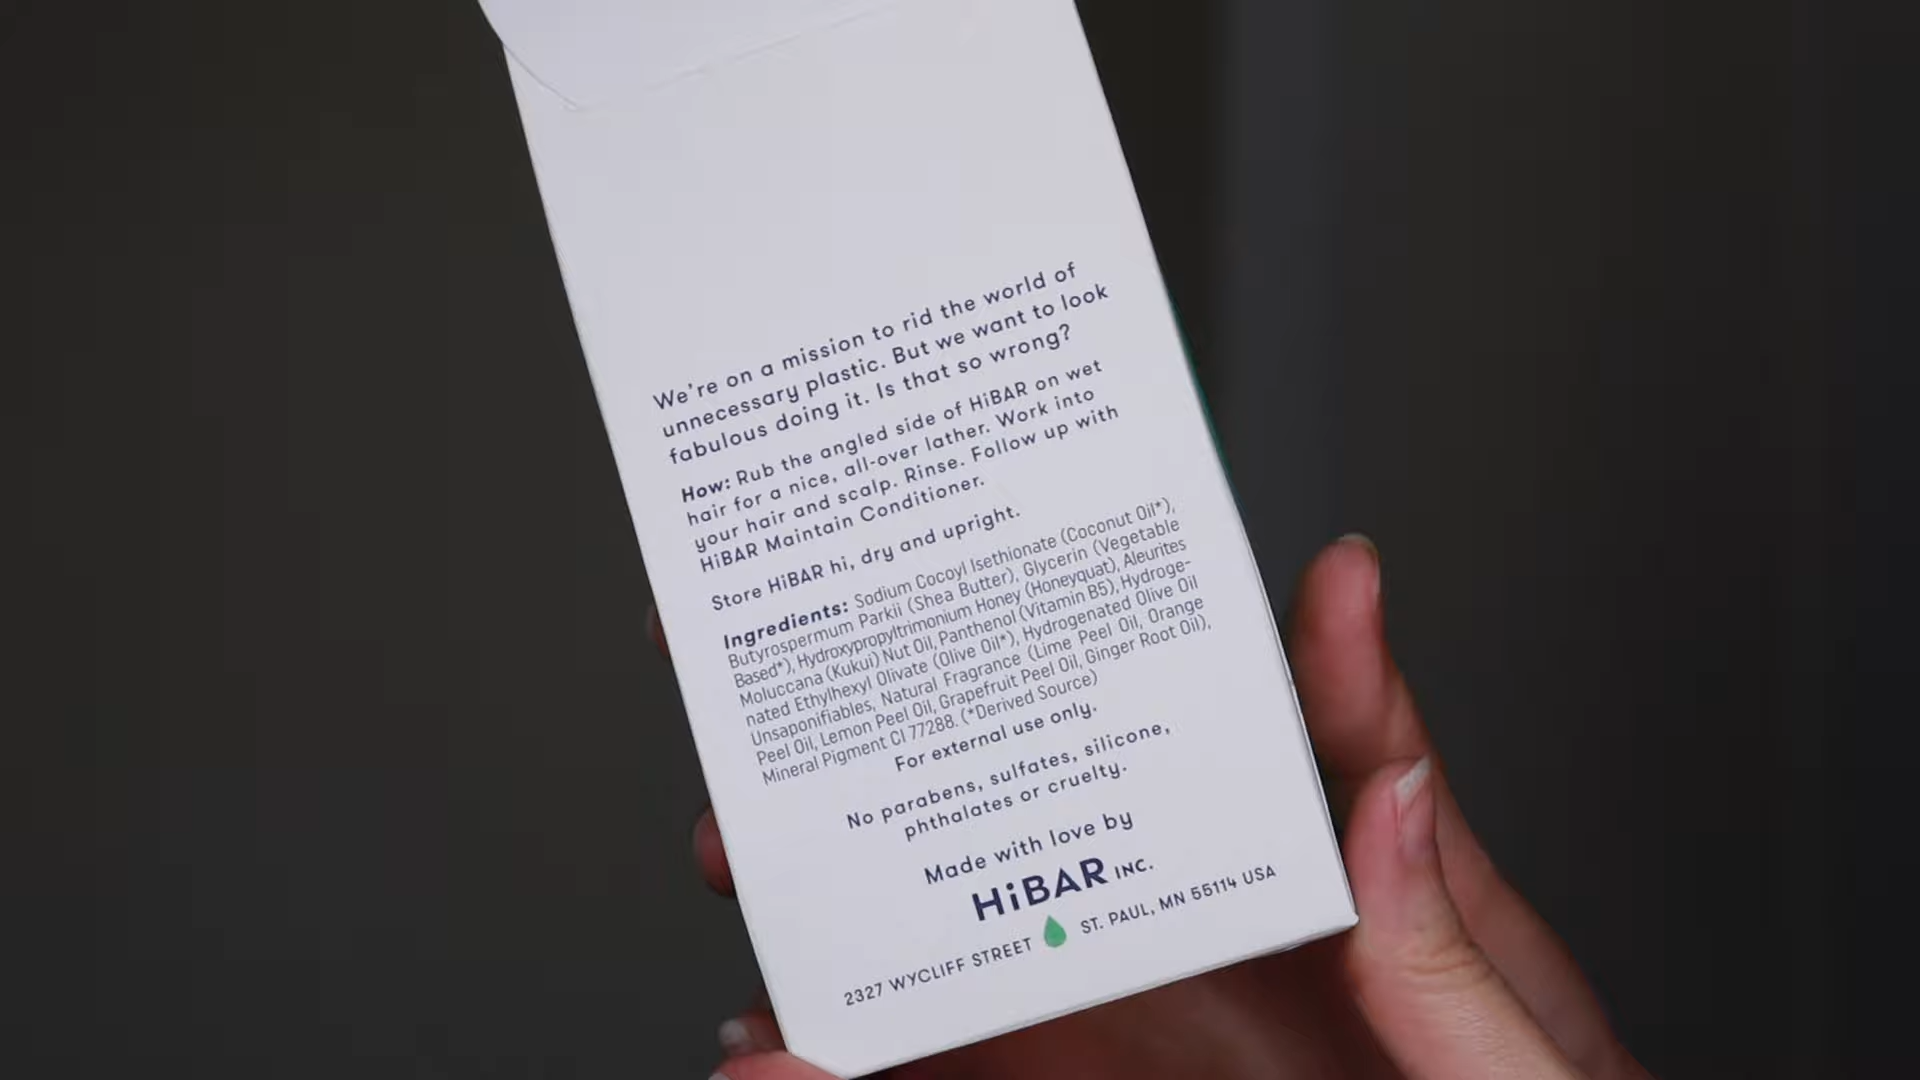 We're on a mission to rid the world of
unnecessary plastic. But we want to look
fabulous doing it. Is that so wrong?
How: Rub the angled side of HiBAR on wet
hair for a nice, all-over lather. Work into
your hair and scalp. Rinse. Follow up with
HiBAR Maintain Conditioner.
Store HiBAR hi, dry and upright.
Ingredients: Sodium Cocoyl Isethionate (Coconut Oil*),
Butyrospermum Parkii (Shea Butter), Glycerin (Vegetable
Based*), Hydroxypropyltrimonium Honey (Honeyquat), Aleurites
Moluccana (Kukui) Nut Oil, Panthenol (Vitamin B5), Hydroge-
nated Ethylhexyl Olivate (Olive Oil*), Hydrogenated Olive Oil
Unsaponifiables, Natural Fragrance (Lime Peel Oil, Orange
Peel Oil, Lemon Peel Oil, Grapefruit Peel Oil, Ginger Root Oil),
Mineral Pigment CI 77288. (*Derived Source)
For external use only.
No parabens, sulfates, silicone,
phthalates or cruelty.
Made with love by
HiBAR INC.
2327 WYCLIFF STREET ST. PAUL, MN 55114 USA